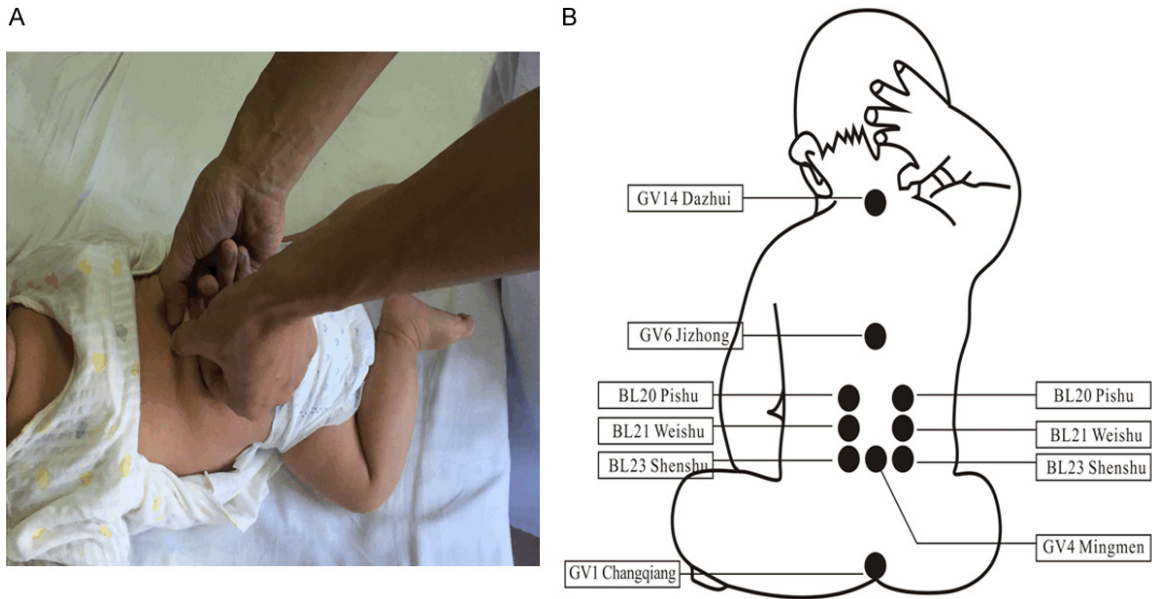 A
B
GV14 Dazhui
GV6 Jizhong
BL20 Pishu
BL20 Pishu
BL21 Weishu
BL21 Weishu
BL23 Shenshu
BL23 Shenshu
GV4 Mingmen
GV1 Changqiang